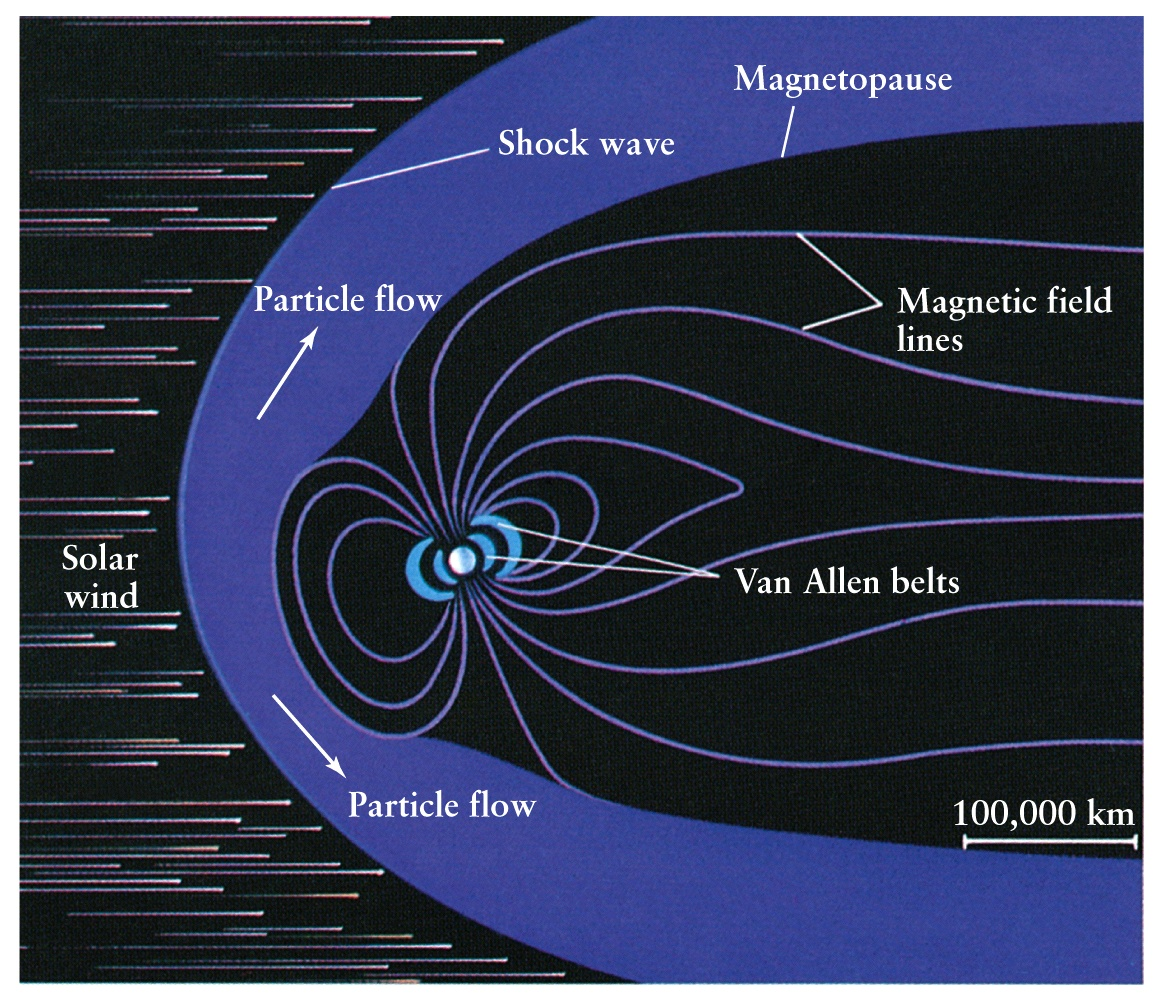 Magnetopause
Shock wave
Particle flow
Magnetic field
lines
Solar
wind
Van Allen belts
Particle flow
100,000 km